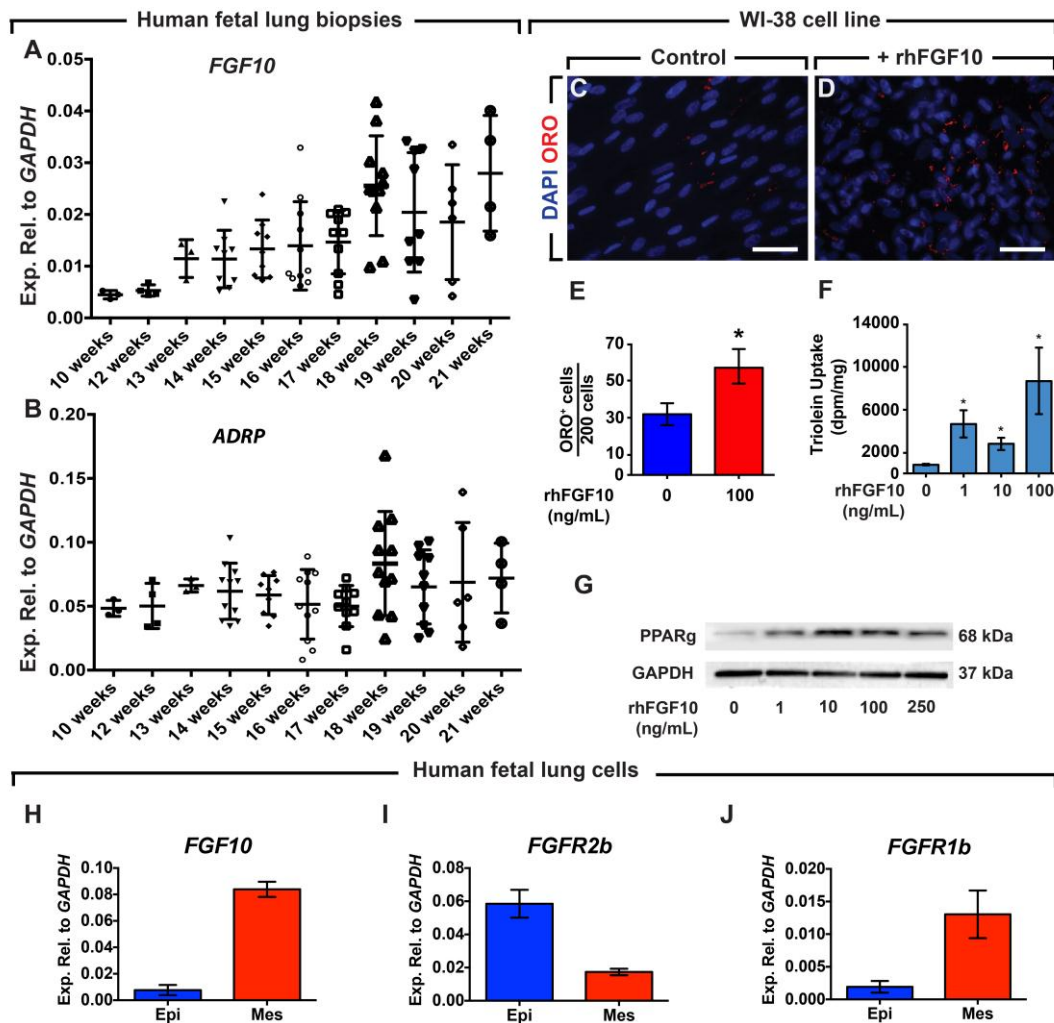 Human fetal lung biopsies
WI-38 cell line
A
FGF10
Exp. Rel. to GAPDH
0.05
0.04
0.03
0.02
0.01
0.00
10 weeks
12 weeks
13 weeks
14 weeks
15 weeks
16 weeks
17 weeks
18 weeks
19 weeks
20 weeks
21 weeks
B
ADRP
Exp. Rel. to GAPDH
0.20
0.15
0.10
0.05
0.00
10 weeks
12 weeks
13 weeks
14 weeks
15 weeks
16 weeks
17 weeks
18 weeks
19 weeks
20 weeks
21 weeks
Control
+ rhFGF10
DAPI ORO
C
D
E
ORO+ cells
200 cells
70
50
30
10
0
*
rhFGF10
(ng/mL)
0
100
F
Triolein Uptake
(dpm/mg)
14000
10000
6000
2000
0
*
*
*
rhFGF10
(ng/mL)
0
1
10
100
G
PPARg
68 kDa
GAPDH
37 kDa
rhFGF10
(ng/mL)
0
1
10
100
250
Human fetal lung cells
H
FGF10
Exp. Rel. to GAPDH
0.10
0.08
0.06
0.04
0.02
0.00
Epi
Mes
I
FGFR2b
Exp. Rel. to GAPDH
0.08
0.06
0.04
0.02
0.00
Epi
Mes
J
FGFR1b
Exp. Rel. to GAPDH
0.020
0.015
0.010
0.005
0.000
Epi
Mes